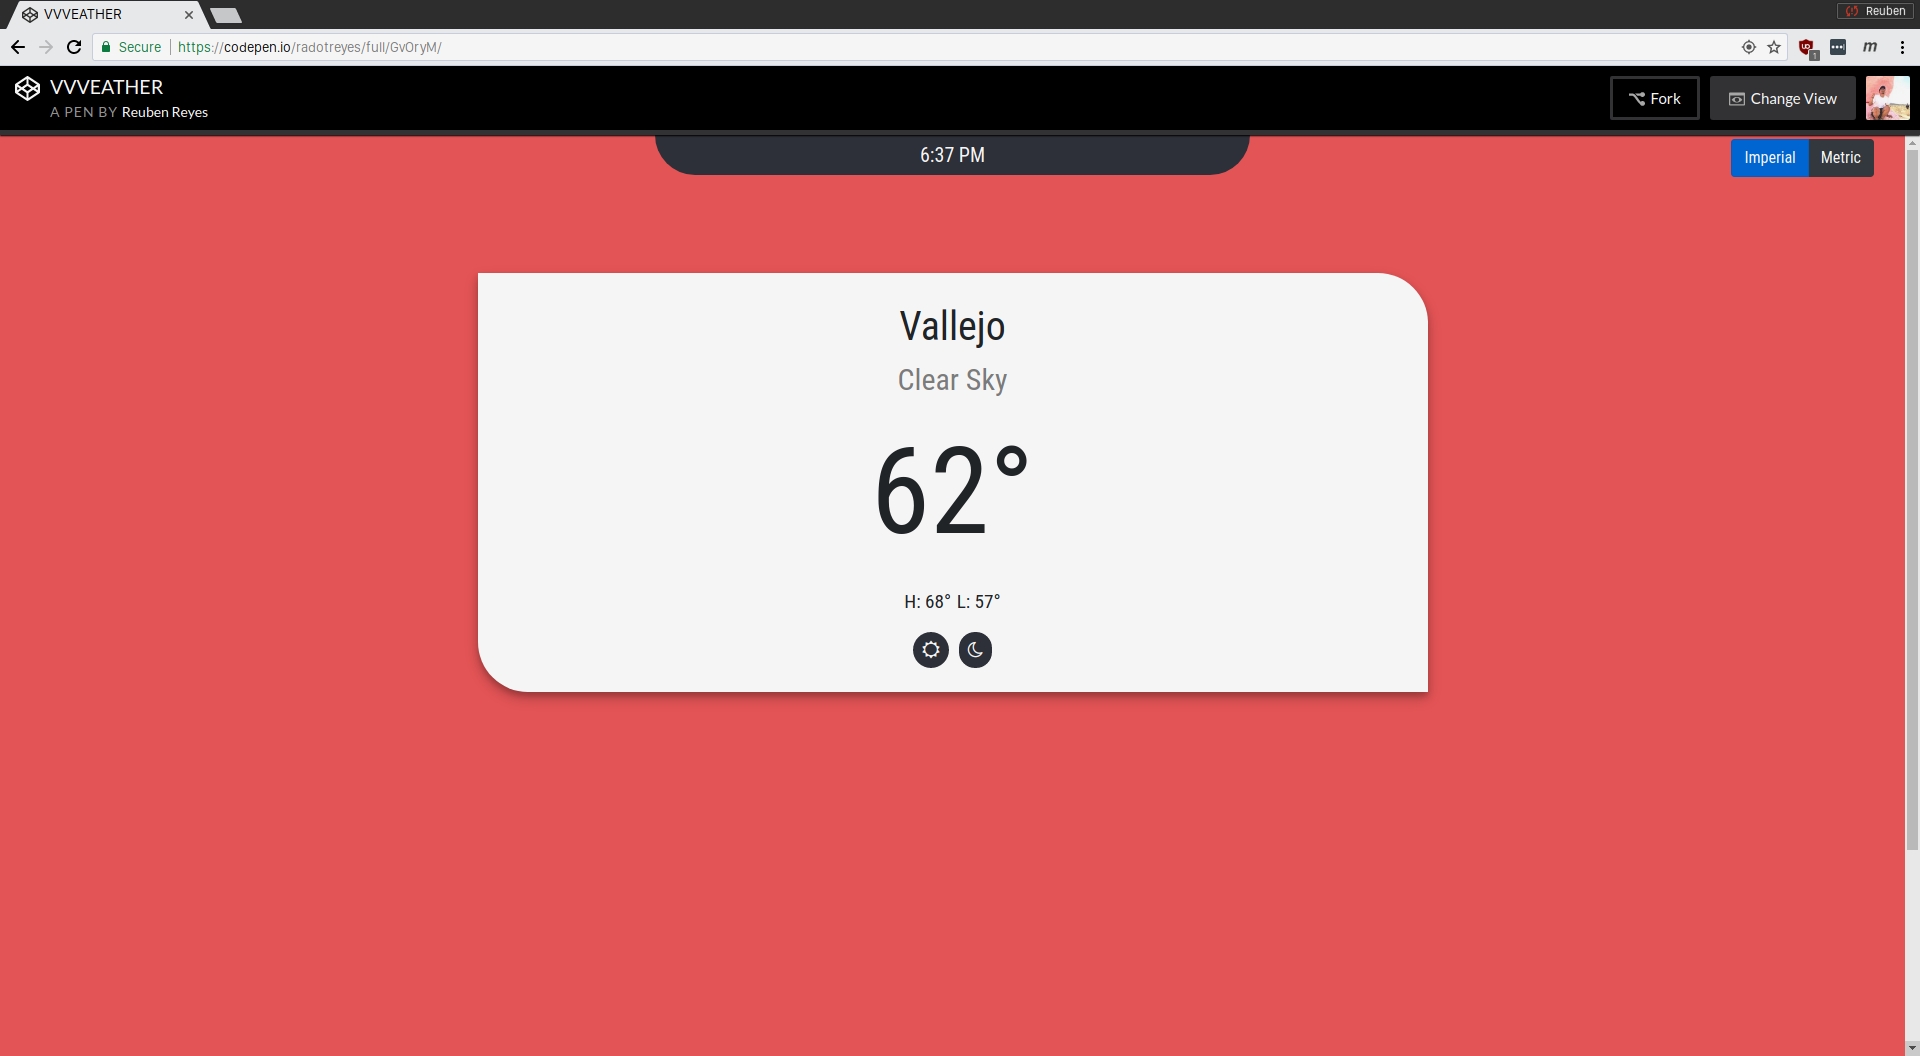 VVVEATHER
Reuben
Secure https://codepen.io/radotreyes/full/GvOryM/
1
m
VVVEATHER
A PEN BY Reuben Reyes
Fork
Change View
6:37 PM
Imperial Metric
Vallejo
Clear Sky
62°
H: 68° L: 57°